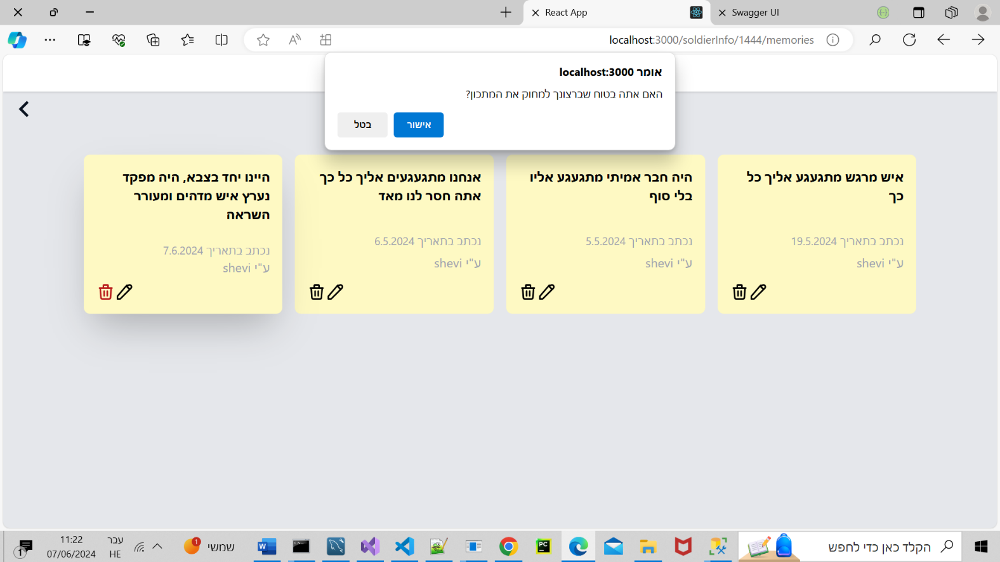 React App
Swagger UI
localhost:3000/soldierInfo/1444/memories
אומר localhost:3000
האם אתה בטוח שברצונך למחוק את המתכון?
אישור
בטל
איש מרגש מתגעגע אליך כל
כך
נכתב בתאריך 19.5.2024
ע"י shevi
היה חבר אמיתי מתגעגע אליו
בלי סוף
נכתב בתאריך 5.5.2024
ע"י shevi
אנחנו מתגעגעים אליך כל כך
אתה חסר לנו מאד
נכתב בתאריך 6.5.2024
ע"י shevi
היינו יחד בצבא, היה מפקד
נערץ איש מדהים ומעורר
השראה
נכתב בתאריך 7.6.2024
ע"י shevi
הקלד כאן כדי לחפש
PC
שמשי
1
עבר
HE
11:22
07/06/2024
1